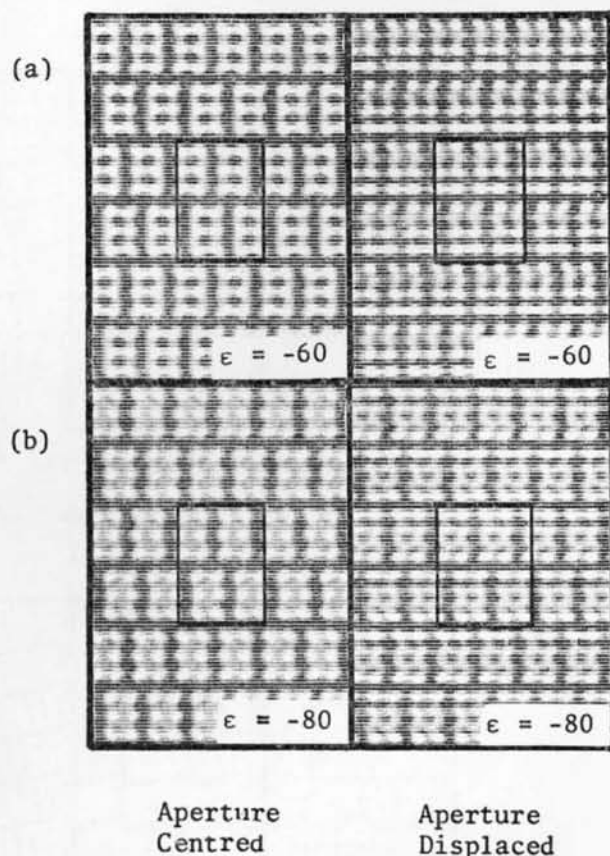 (a)
ε = -60
ε = -60
(b)
ε = -80
ε = -80
Aperture Centred
Aperture Displaced